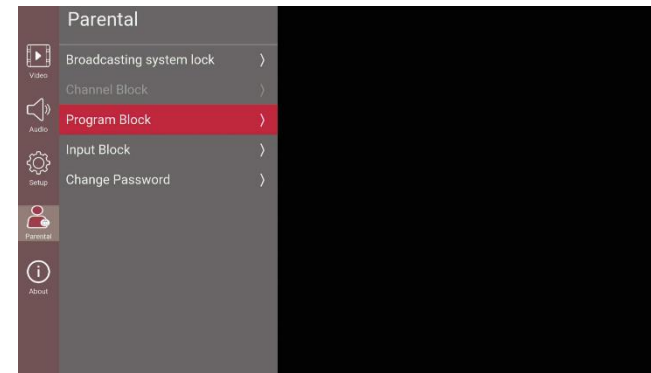 Parental
Video
Audio
Setup
Parental
About
Broadcasting system lock
Channel Block
Program Block
Input Block
Change Password